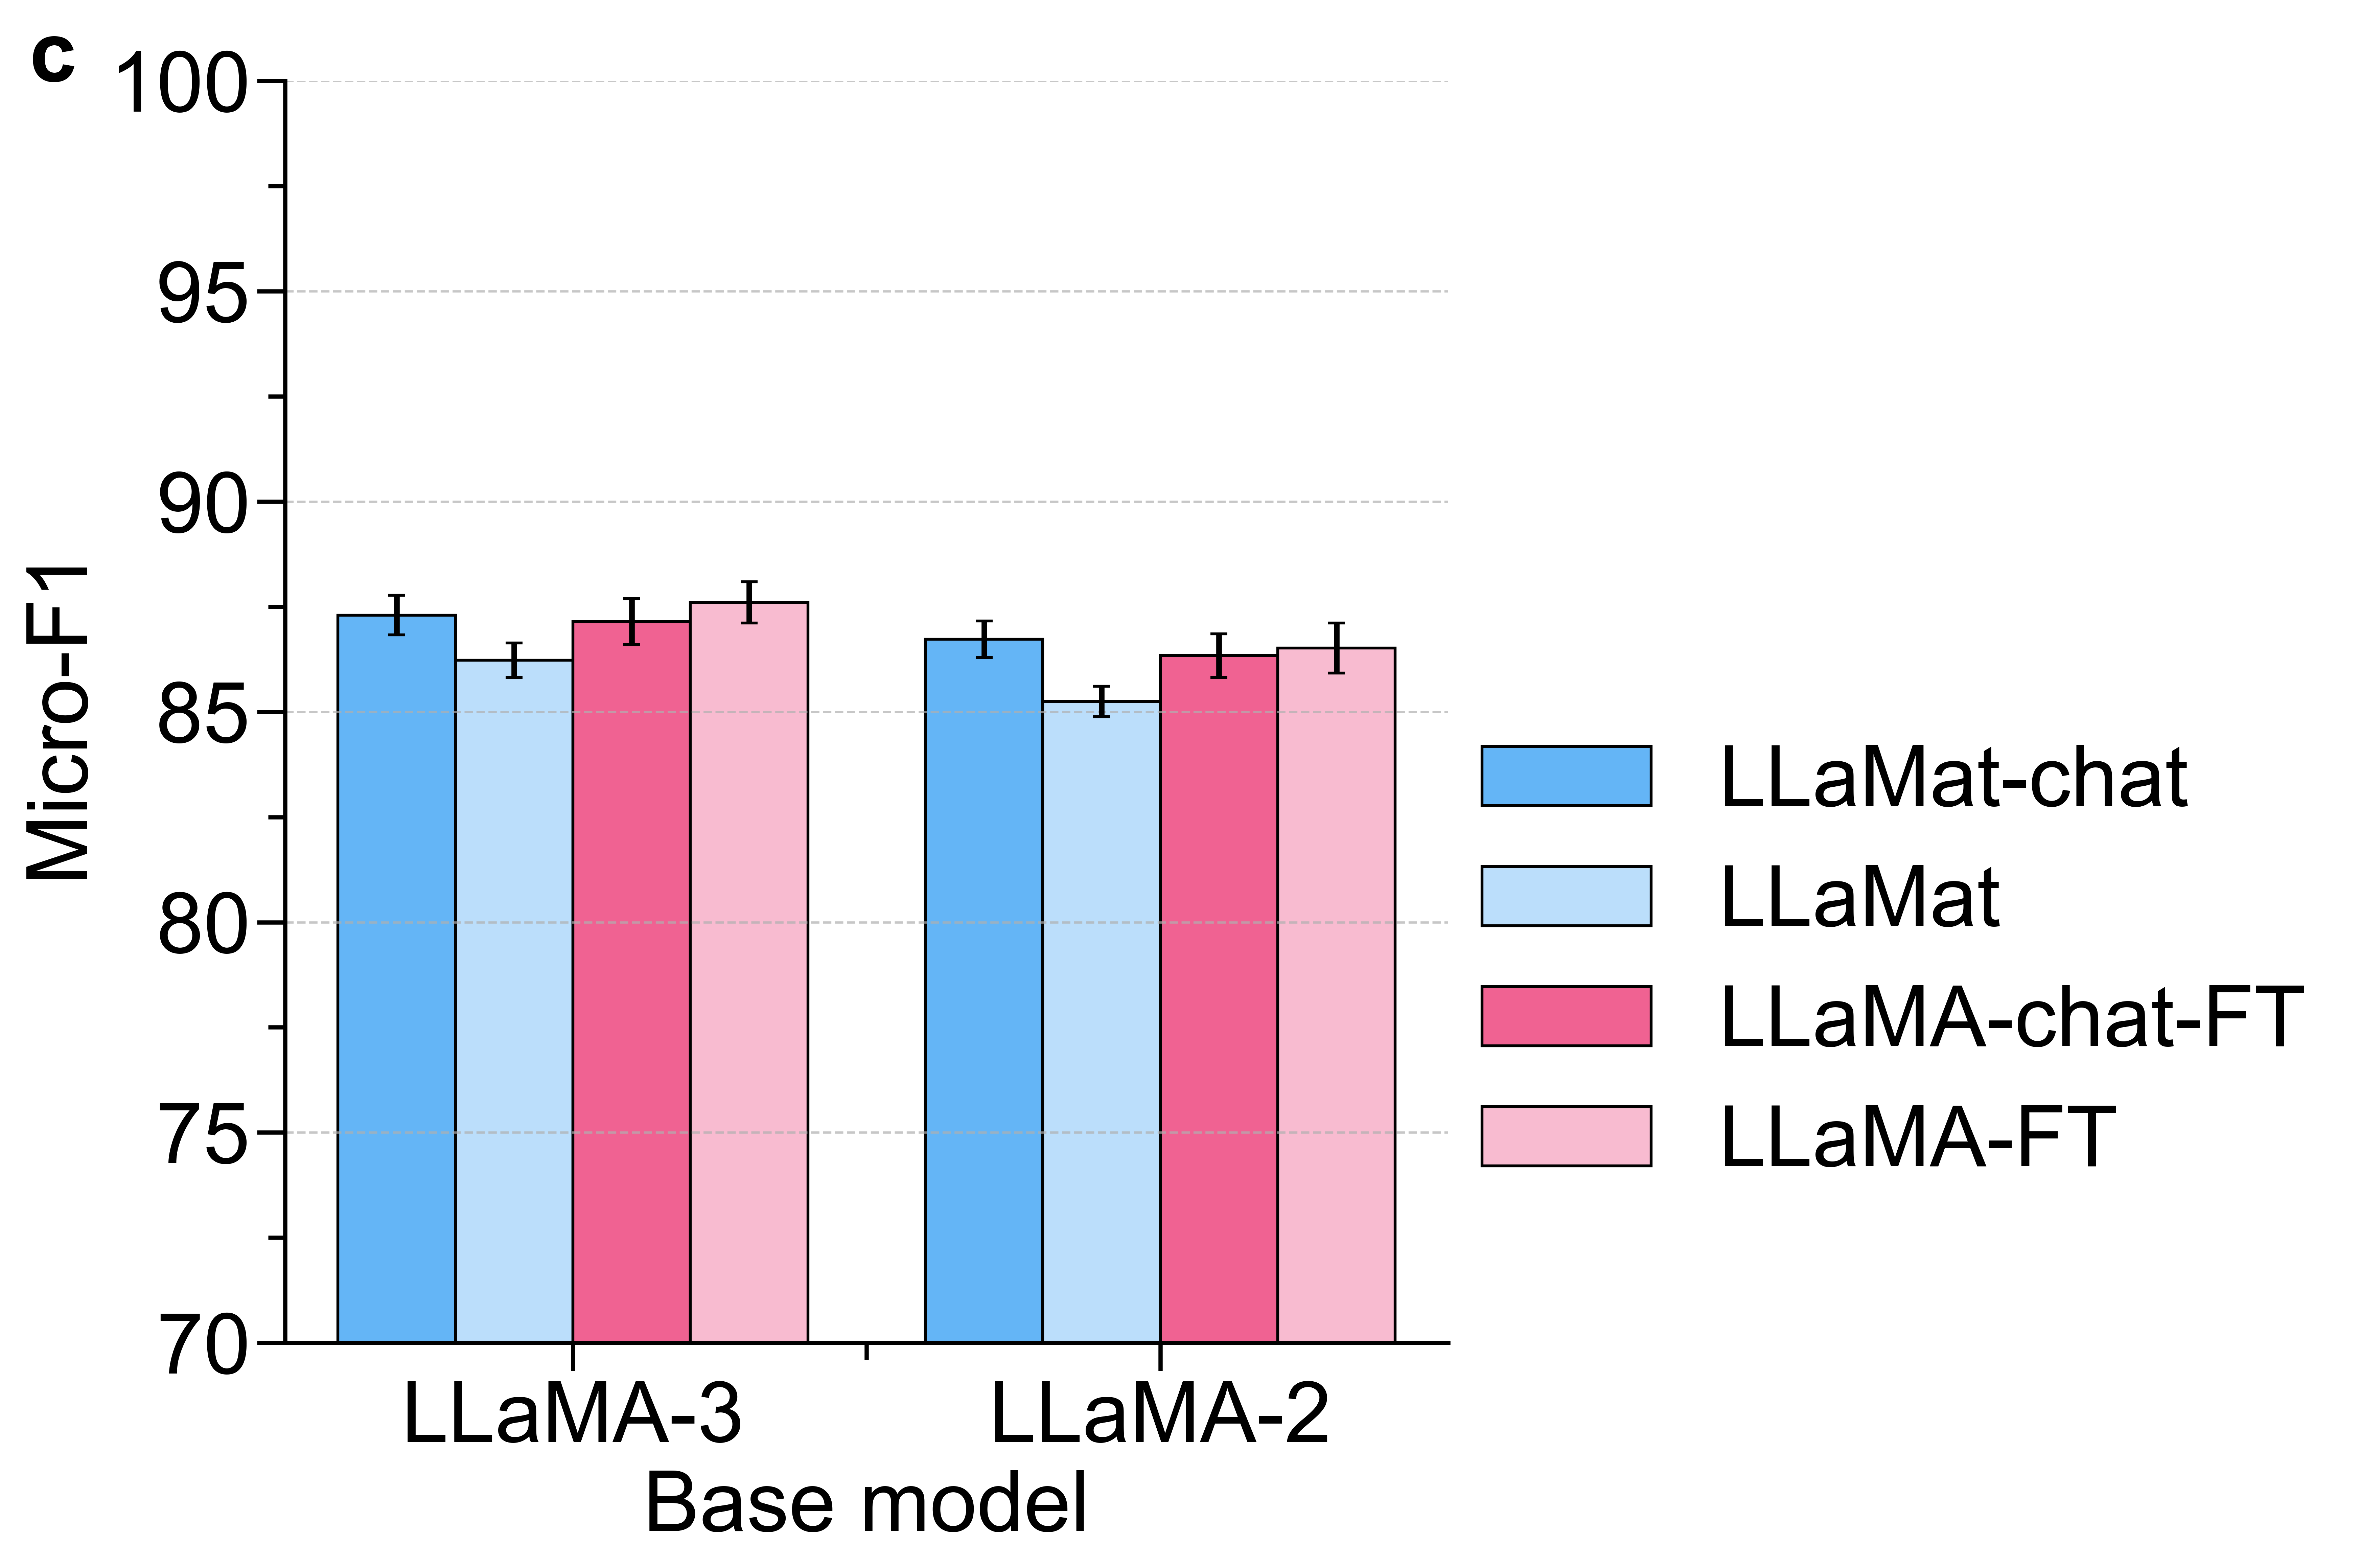 c
100
95
90
85
80
75
70
Micro-F1
LLaMA-3
LLaMA-2
Base model
LLaMat-chat
LLaMat
LLaMA-chat-FT
LLaMA-FT